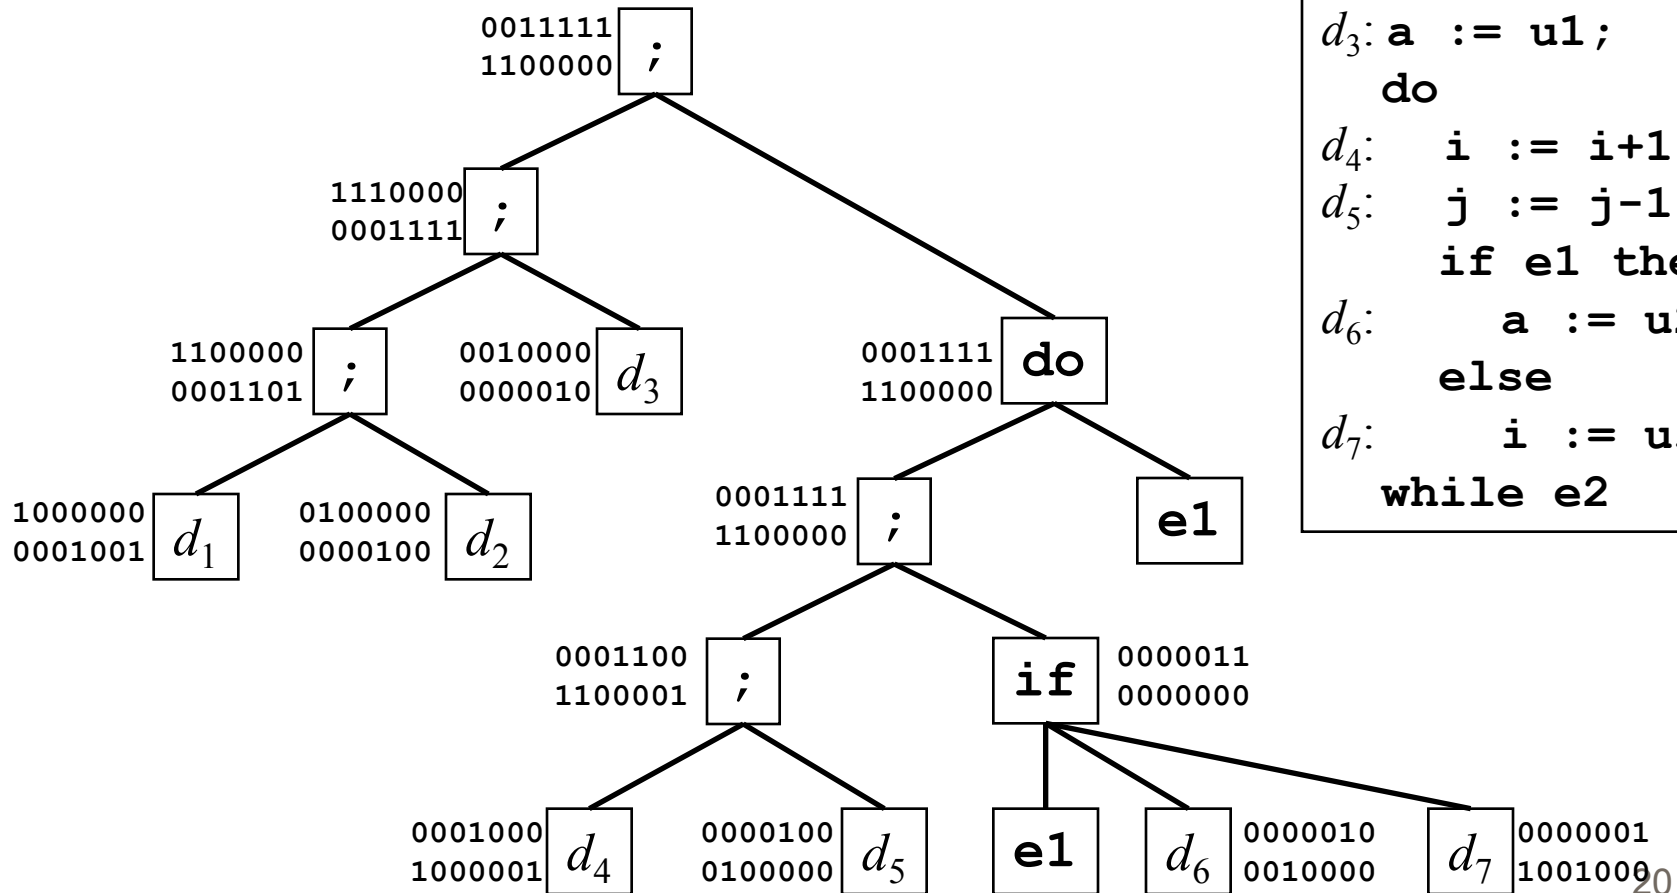 0011111
1100000
;
1110000
0001111
;
1100000
0001101
;
0010000
0000010
d3
0001111
1100000
do
1000000
0001001
d1
0100000
0000100
d2
0001111
1100000
;
e1
0001100
1100001
;
if
0000011
0000000
0001000
1000001
d4
0000100
0100000
d5
e1
d6
0000010
0010000
d7
0000001
1001000
d3: a := u1;
do
d4: i := i+1
d5: j := j-1
if e1
d6: a :=
else
d7: i :=
while e2
20